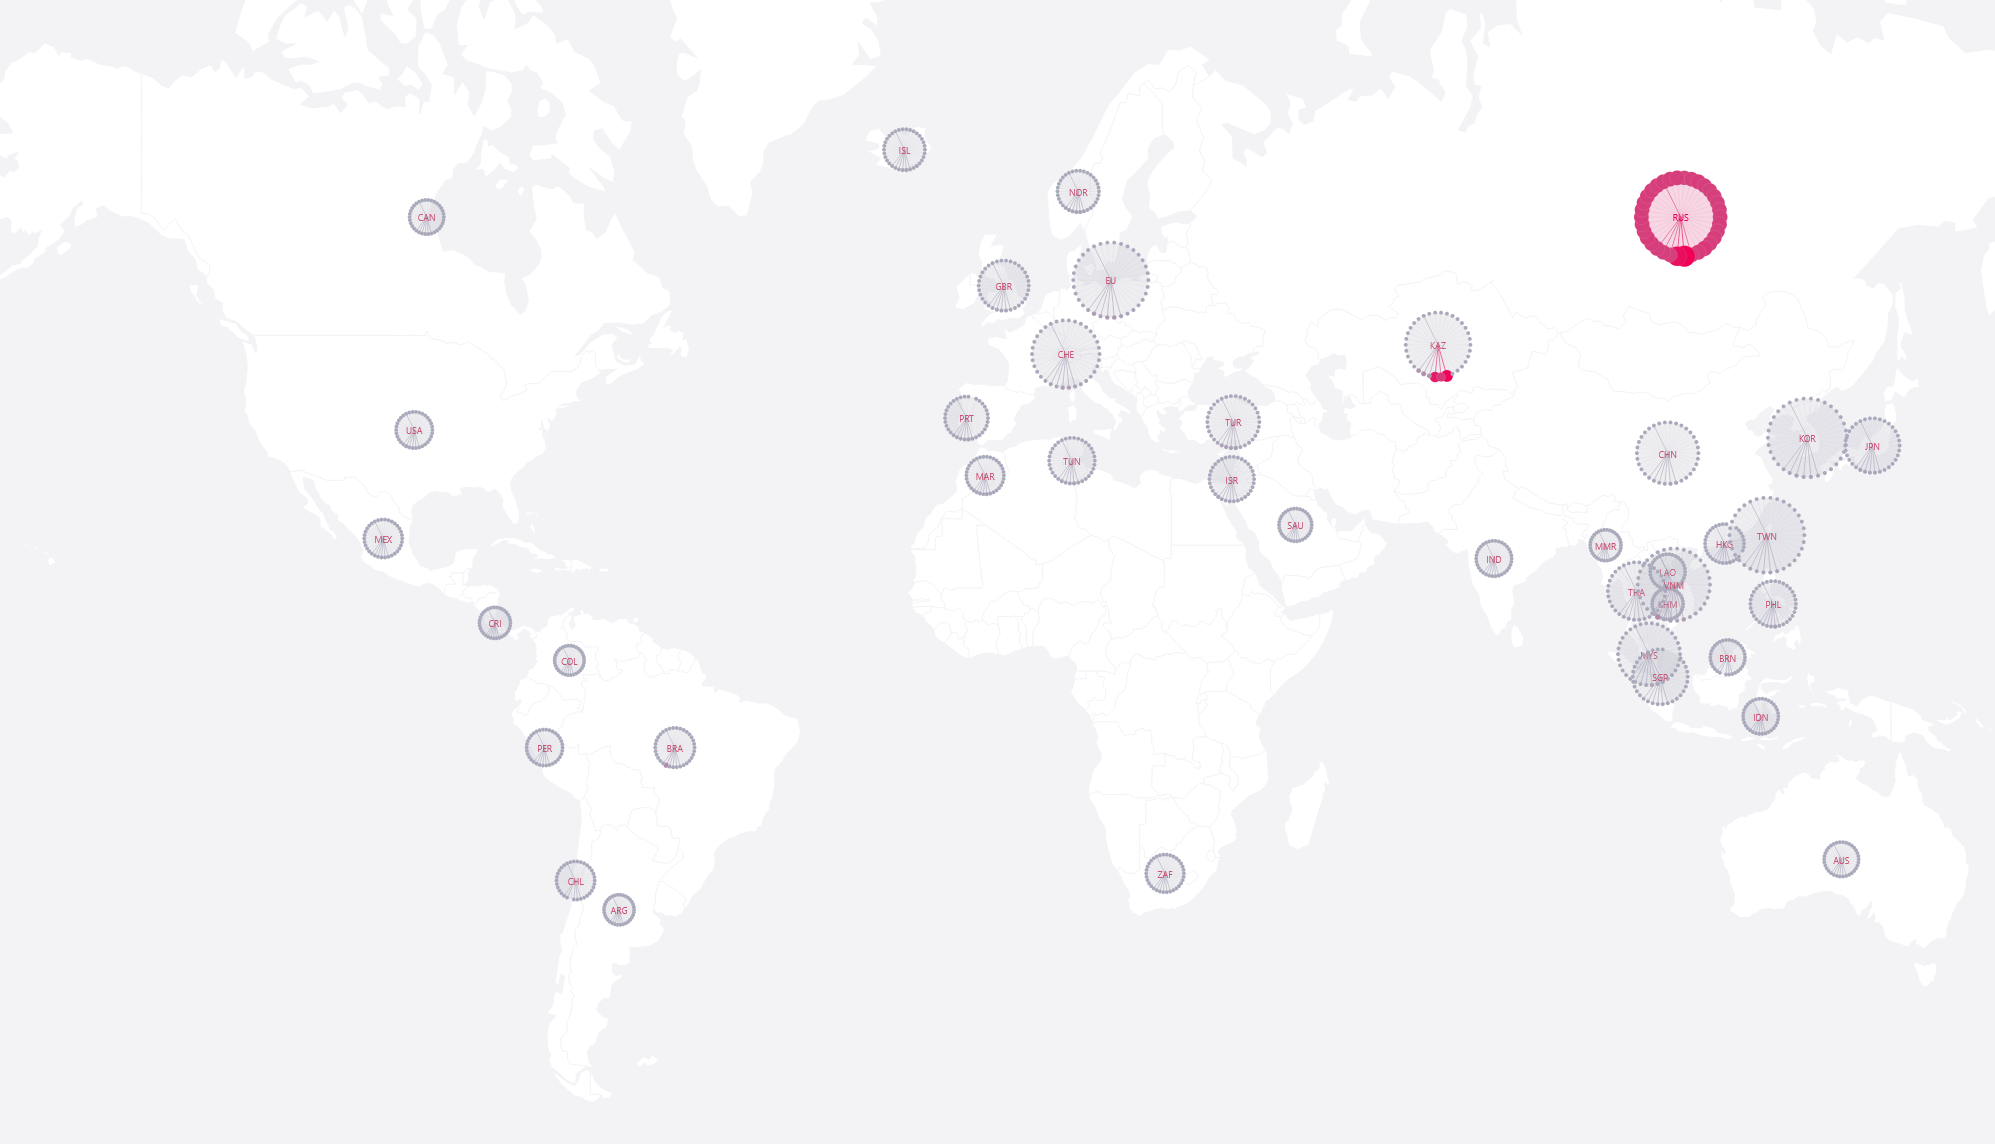 ISL
NOR
CAN
RUS
EU
GBR
KAZ
CHE
PRT
TUR
USA
KOR
JPN
CHN
TUN
MAR
ISR
SAU
TWN
MEX
HKG
MMR
IND
LAO
VNM
THA
KHM
PHL
CRI
MYS
BRN
COL
SGP
IDN
PER
BRA
AUS
ZAF
CHL
ARG